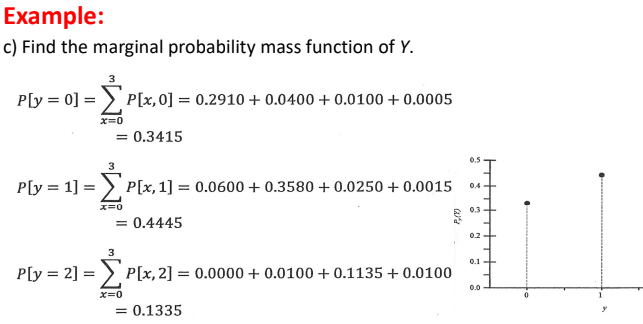 Example:
c) Find the marginal probability mass function of Y.
P[y = 0] = ∑_{x=0}^{3} P[x, 0] = 0.2910 + 0.0400 + 0.0100 + 0.0005
= 0.3415
P[y = 1] = ∑_{x=0}^{3} P[x, 1] = 0.0600 + 0.3580 + 0.0250 + 0.0015
= 0.4445
P[y = 2] = ∑_{x=0}^{3} P[x, 2] = 0.0000 + 0.0100 + 0.1135 + 0.0100
= 0.1335
0.5
0.4
0.3
0.2
0.1
0.0
0 1
y